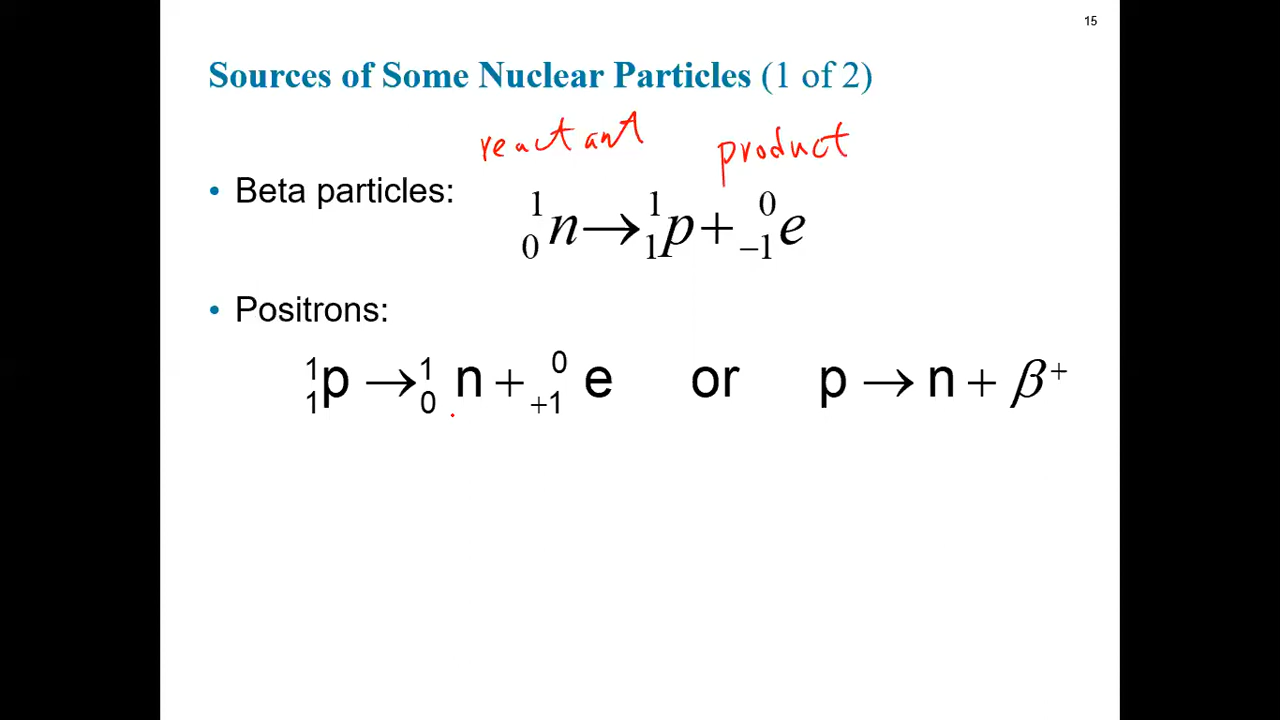 15
Sources of Some Nuclear Particles (1 of 2)
reactant product
• Beta particles:
¹₀n→¹₁p+⁰₋₁e
• Positrons:
¹₁p → ¹₀n + ⁰₊₁e or p → n + β⁺